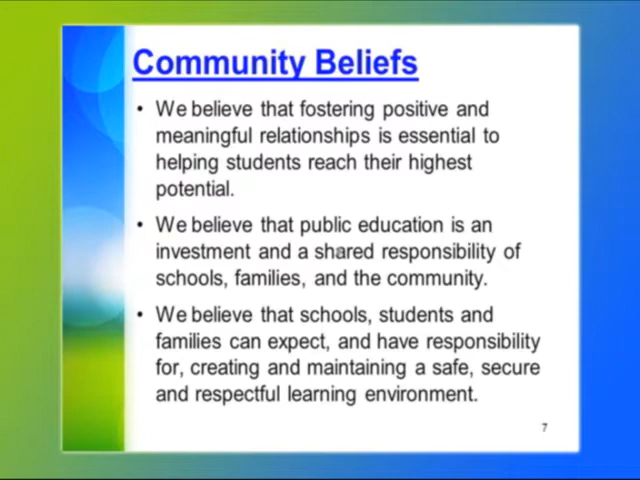 Community Beliefs
• We believe that fostering positive and
meaningful relationships is essential to
helping students reach their highest
potential.
• We believe that public education is an
investment and a shared responsibility of
schools, families, and the community.
• We believe that schools, students and
families can expect, and have responsibility
for, creating and maintaining a safe, secure
and respectful learning environment.
7